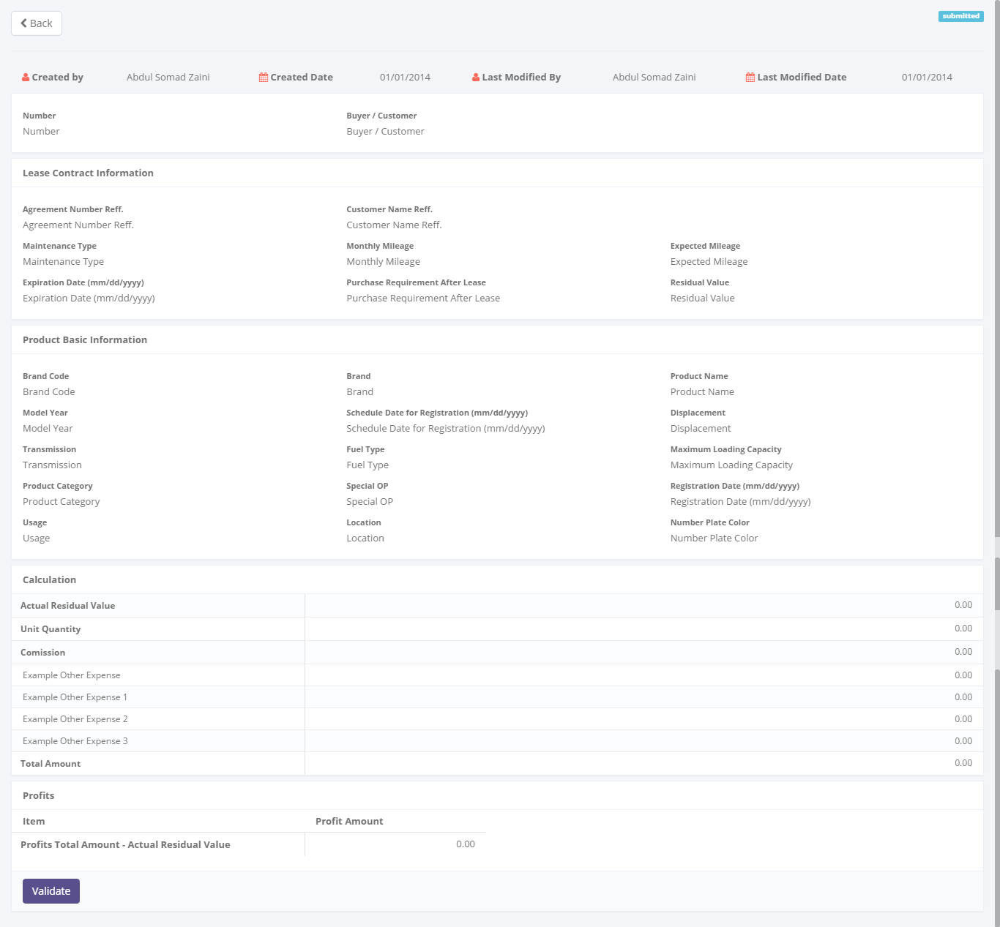 Back
submitted
Created by Abdul Somad Zaini Created Date 01/01/2014 Last Modified By Abdul Somad Zaini Last Modified Date 01/01/2014
Number Buyer / Customer
Number Buyer / Customer
Lease Contract Information
Agreement Number Reff. Customer Name Reff.
Agreement Number Reff. Customer Name Reff.
Maintenance Type Monthly Mileage Expected Mileage
Maintenance Type Monthly Mileage Expected Mileage
Expiration Date (mm/dd/yyyy) Purchase Requirement After Lease Residual Value
Expiration Date (mm/dd/yyyy) Purchase Requirement After Lease Residual Value
Product Basic Information
Brand Code Brand Product Name
Brand Code Brand Product Name
Model Year Schedule Date for Registration (mm/dd/yyyy) Displacement
Model Year Schedule Date for Registration (mm/dd/yyyy) Displacement
Transmission Fuel Type Maximum Loading Capacity
Transmission Fuel Type Maximum Loading Capacity
Product Category Special OP Registration Date (mm/dd/yyyy)
Product Category Special OP Registration Date (mm/dd/yyyy)
Usage Location Number Plate Color
Usage Location Number Plate Color
Calculation
Actual Residual Value 0.00
Unit Quantity 0.00
Comission 0.00
Example Other Expense 0.00
Example Other Expense 1 0.00
Example Other Expense 2 0.00
Example Other Expense 3 0.00
Total Amount 0.00
Profits
Item Profit Amount
Profits Total Amount - Actual Residual Value 0.00
Validate